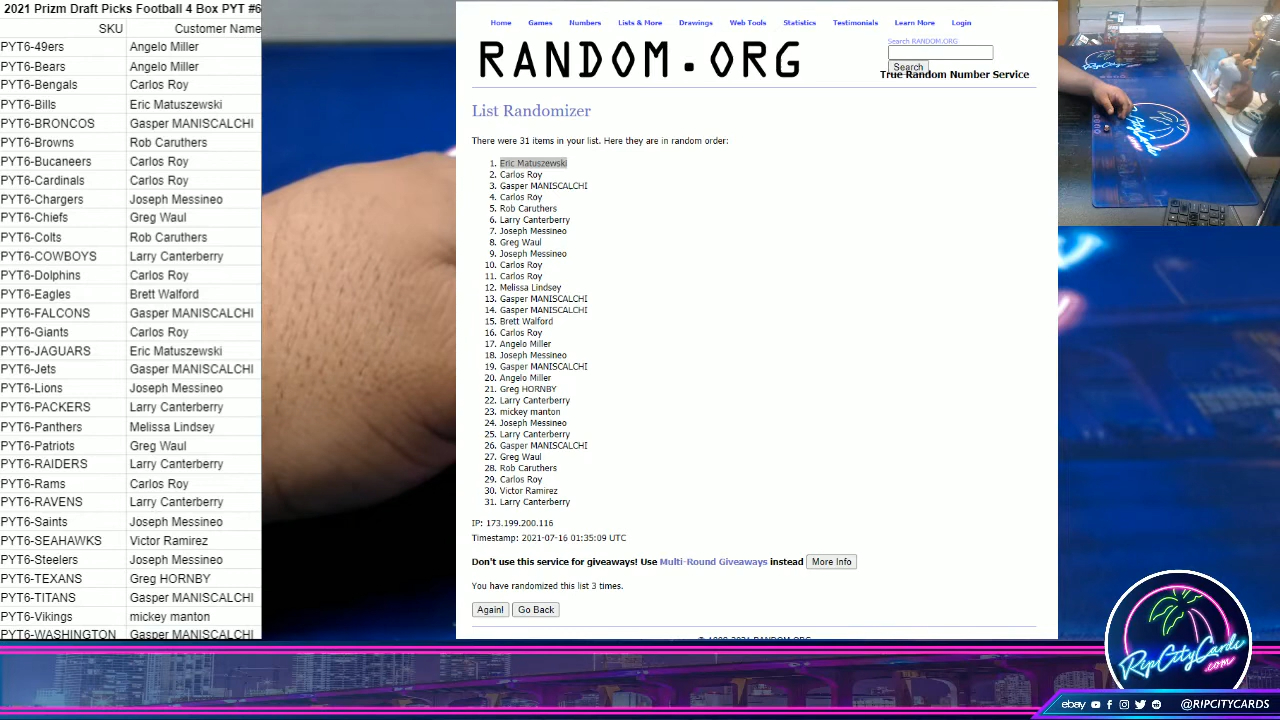 2021 Prizm Draft Picks Football 4 Box PYT #6
SKU Customer Name
PYT6-49ers Angelo Miller
PYT6-Bears Angelo Miller
PYT6-Bengals Carlos Roy
PYT6-Bills Eric Matuszewski
PYT6-BRONCOS Gasper MANISCALCHI
PYT6-Browns Rob Caruthers
PYT6-Bucaneers Carlos Roy
PYT6-Cardinals Carlos Roy
PYT6-Chargers Joseph Messineo
PYT6-Chiefs Greg Waul
PYT6-Colts Rob Caruthers
PYT6-COWBOYS Larry Canterberry
PYT6-Dolphins Carlos Roy
PYT6-Eagles Brett Walford
PYT6-FALCONS Gasper MANISCALCHI
PYT6-Giants Carlos Roy
PYT6-JAGUARS Eric Matuszewski
PYT6-Jets Gasper MANISCALCHI
PYT6-Lions Joseph Messineo
PYT6-PACKERS Larry Canterberry
PYT6-Panthers Melissa Lindsey
PYT6-Patriots Greg Waul
PYT6-RAIDERS Larry Canterberry
PYT6-Rams Carlos Roy
PYT6-RAVENS Larry Canterberry
PYT6-Saints Joseph Messineo
PYT6-SEAHAWKS Victor Ramirez
PYT6-Steelers Joseph Messineo
PYT6-TEXANS Greg HORNBY
PYT6-TITANS Gasper MANISCALCHI
PYT6-Vikings mickey manton
PYT6-WASHINGTON Gasper MANISCALCHI
Home Games Numbers Lists & More Drawings Web Tools Statistics Testimonials Learn More Login
RANDOM.ORG
Search RANDOM.ORG
Search
True Random Number Service
List Randomizer
There were 31 items in your list. Here they are in random order:
1. Eric Matuszewski
2. Carlos Roy
3. Gasper MANISCALCHI
4. Carlos Roy
5. Rob Caruthers
6. Larry Canterberry
7. Joseph Messineo
8. Greg Waul
9. Joseph Messineo
10. Carlos Roy
11. Carlos Roy
12. Melissa Lindsey
13. Gasper MANISCALCHI
14. Gasper MANISCALCHI
15. Brett Walford
16. Carlos Roy
17. Angelo Miller
18. Joseph Messineo
19. Gasper MANISCALCHI
20. Angelo Miller
21. Greg HORNBY
22. Larry Canterberry
23. mickey manton
24. Joseph Messineo
25. Larry Canterberry
26. Gasper MANISCALCHI
27. Greg Waul
28. Rob Caruthers
29. Carlos Roy
30. Victor Ramirez
31. Larry Canterberry
IP: 173.199.200.116
Timestamp: 2021-07-16 01:35:09 UTC
Don't use this service for giveaways! Use Multi-Round Giveaways instead More Info
You have randomized this list 3 times.
Again! Go Back
RipCityCards
.com
ebay @RIPCITYCARDS